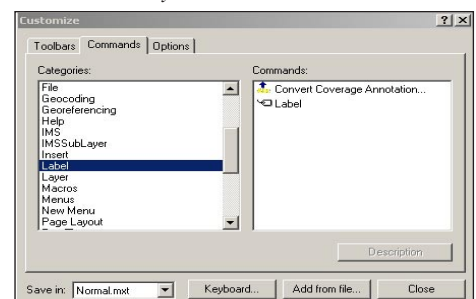 Customize
Toolbars Commands Options
Categories:
File
Geocoding
Georeferencing
Help
IMS
IMSSubLayer
Insert
Label
Layer
Macros
Menus
New Menu
Page Layout
Commands:
Convert Coverage Annotation...
Label
Description
Save in: Normal.mxt Keyboard... Add from file... Close